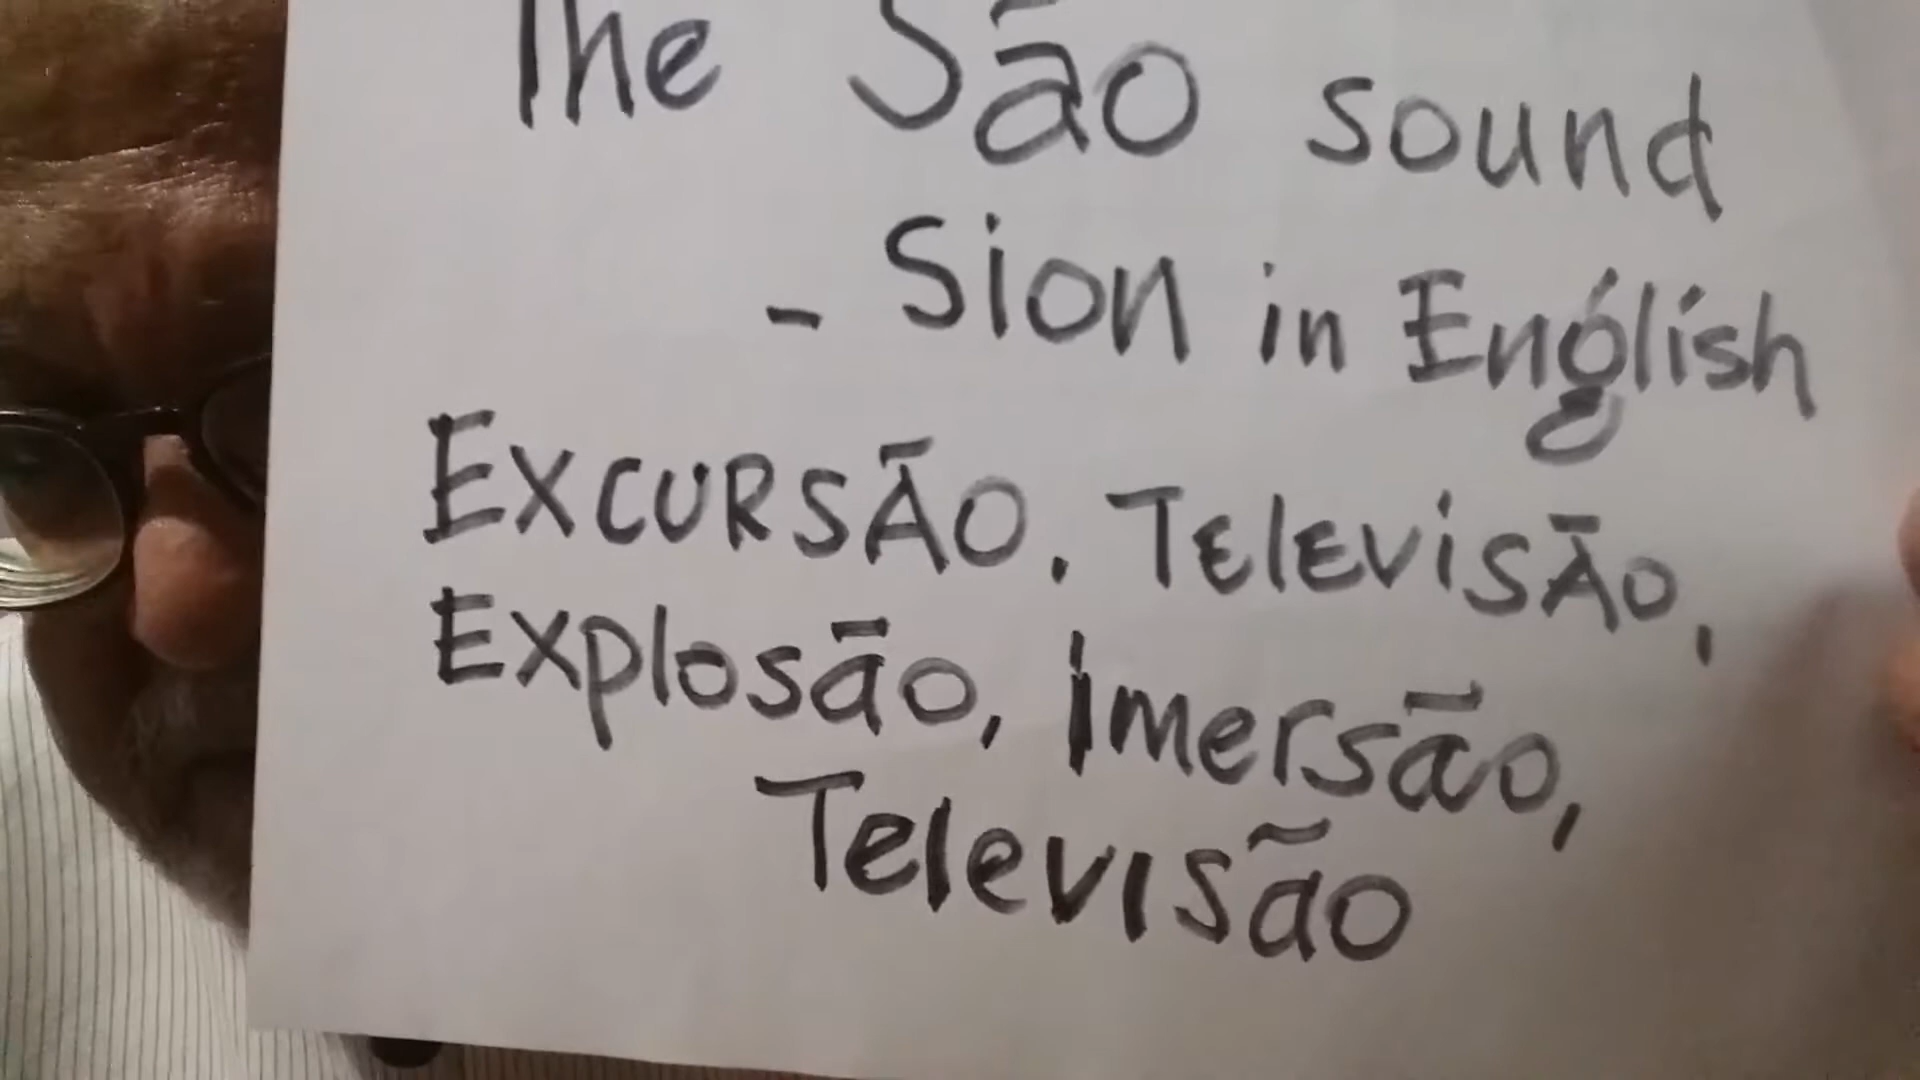 The São sound
- Sion in English
EXCURSÃO. TELEVISÃO,
Explosão, imersão,
Televisão